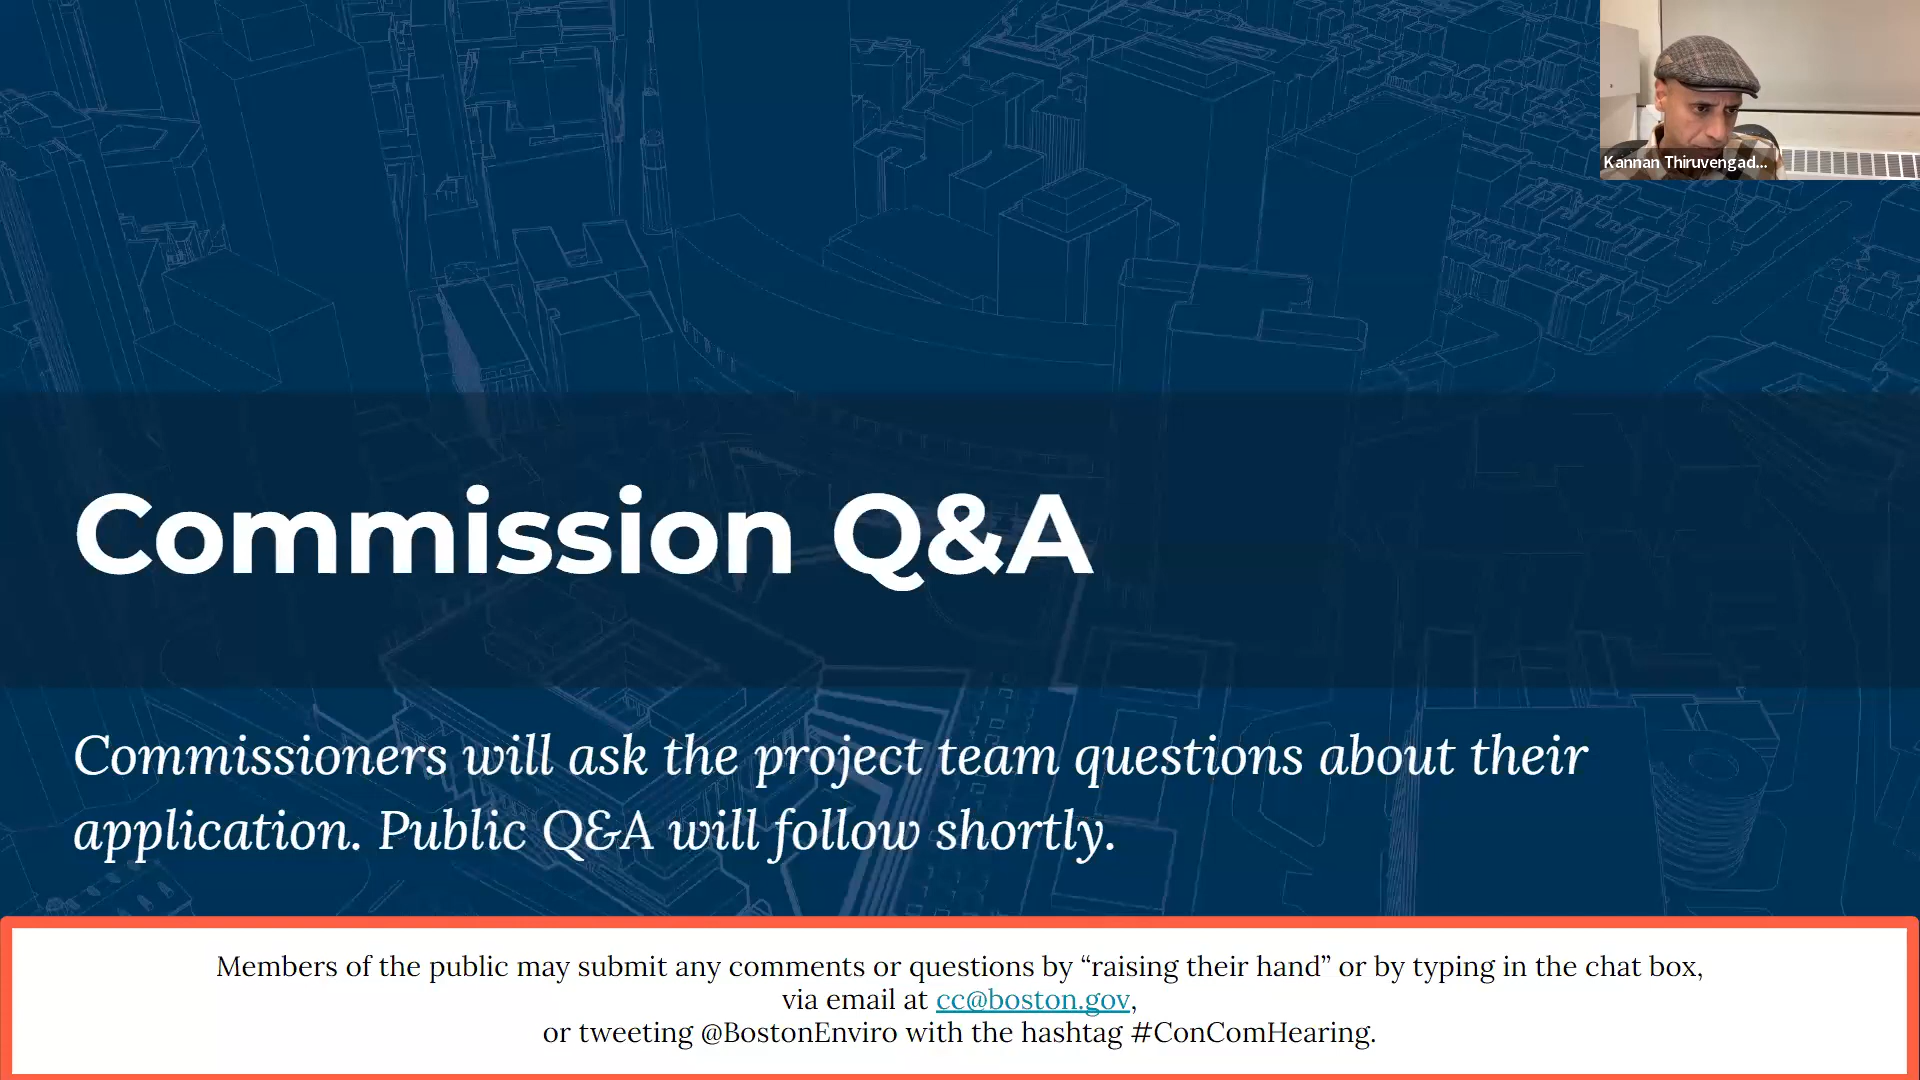 Kannan Thiruvengad...
Commission Q&A
Commissioners will ask the project team questions about their
application. Public Q&A will follow shortly.
Members of the public may submit any comments or questions by “raising their hand” or by typing in the chat box,
via email at cc@boston.gov,
or tweeting @BostonEnviro with the hashtag #ConComHearing.